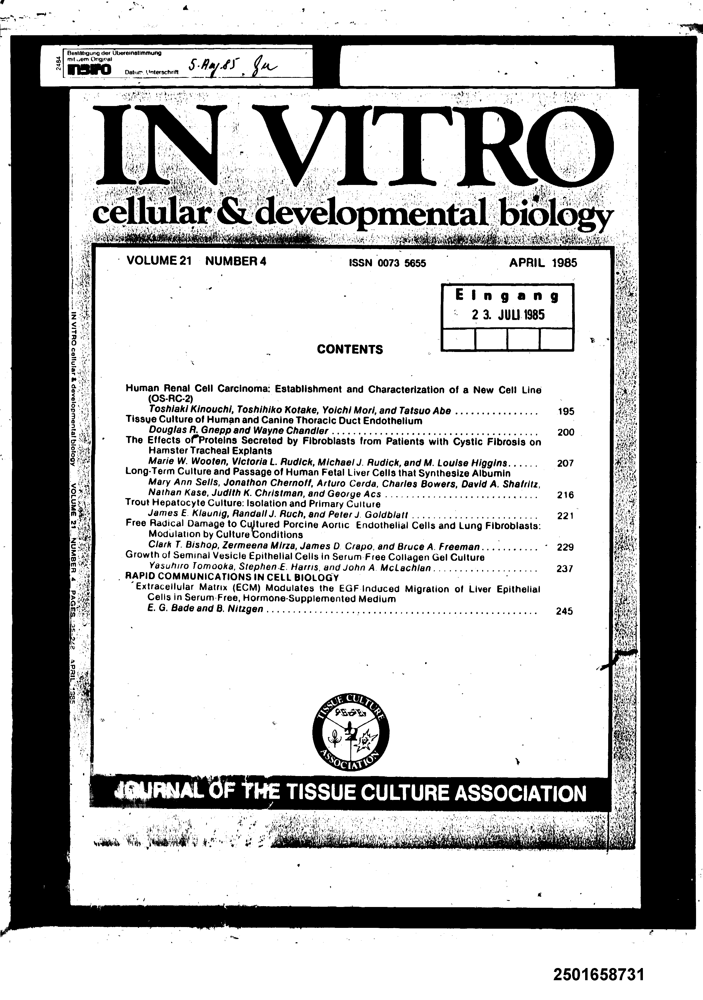 2484
Bestätigung der Übereinstimmung
mit dem Original
Datum Unterschrift
5. Aug. 85
IN VITRO
cellular & developmental biology
VOLUME 21 NUMBER 4 ISSN 0073 5655 APRIL 1985
Eingang
23. JULI 1985
CONTENTS
Human Renal Cell Carcinoma: Establishment and Characterization of a New Cell Line
(OS-RC-2)
Toshiaki Kinouchi, Toshihiko Kotake, Yoichi Mori, and Tatsuo Abe ................ 195
Tissue Culture of Human and Canine Thoracic Duct Endothelium
Douglas R. Gnepp and Wayne Chandler ........................................ 200
The Effects of Proteins Secreted by Fibroblasts from Patients with Cystic Fibrosis on
Hamster Tracheal Explants
Marie W. Wooten, Victoria L. Rudick, Michael J. Rudick, and M. Louise Higgins...... 207
Long-Term Culture and Passage of Human Fetal Liver Cells that Synthesize Albumin
Mary Ann Sells, Jonathon Chernoff, Arturo Cerda, Charles Bowers, David A. Shafritz,
Nathan Kase, Judith K. Christman, and George Acs ............................. 216
Trout Hepatocyte Culture: Isolation and Primary Culture
James E. Klaunig, Randall J. Ruch, and Peter J. Goldblatt ........................ 221
Free Radical Damage to Cultured Porcine Aortic Endothelial Cells and Lung Fibroblasts:
Modulation by Culture Conditions
Clark T. Bishop, Zermeena Mirza, James D. Crapo, and Bruce A. Freeman ........... 229
Growth of Seminal Vesicle Epithelial Cells in Serum Free Collagen Gel Culture
Yasuhiro Tomooka, Stephen E. Harris, and John A. McLachlan .................... 237
RAPID COMMUNICATIONS IN CELL BIOLOGY
Extracellular Matrix (ECM) Modulates the EGF Induced Migration of Liver Epithelial
Cells in Serum-Free, Hormone-Supplemented Medium
E. G. Bade and B. Nitzgen ..................................................... 245
IN VITRO cellular & developmental biology VOLUME 21 NUMBER 4 PAGES APRIL 1985
TISSUE CULTURE
ASSOCIATION
JOURNAL OF THE TISSUE CULTURE ASSOCIATION
2501658731